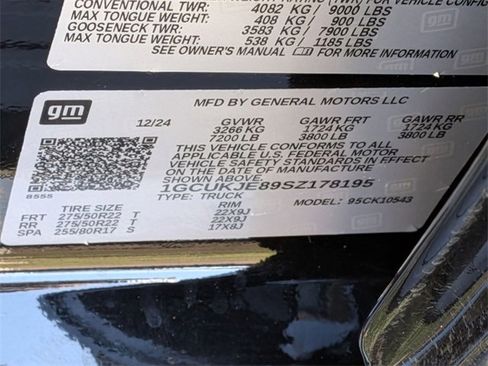 CONVENTIONAL TWR: 4082 KG / 9000 LBS
MAX TONGUE WEIGHT: 408 KG / 900 LBS
GOOSENECK TWR: 3583 KG / 7900 LBS
MAX TONGUE WEIGHT: 538 KG / 1185 LBS
SEE OWNER'S MANUAL FOR MORE INFORMATION
gm
MFD BY GENERAL MOTORS LLC
12/24 GVWR GAWR FRT GAWR RR
3266 KG 1724 KG 1724 KG
7200 LB 3800 LB 3800 LB
THIS VEHICLE CONFORMS TO ALL
APPLICABLE U.S. FEDERAL MOTOR
VEHICLE SAFETY STANDARDS IN EFFECT
ON THE DATE OF MANUFACTURE SHOWN ABOVE.
1GCUKJE89SZ178195
TYPE: TRUCK MODEL: 95CK10543
B555
TIRE SIZE RIM
FRT 275/50R22 T 22X9J
RR 275/50R22 T 22X9J
SPA 255/80R17 S 17X8J